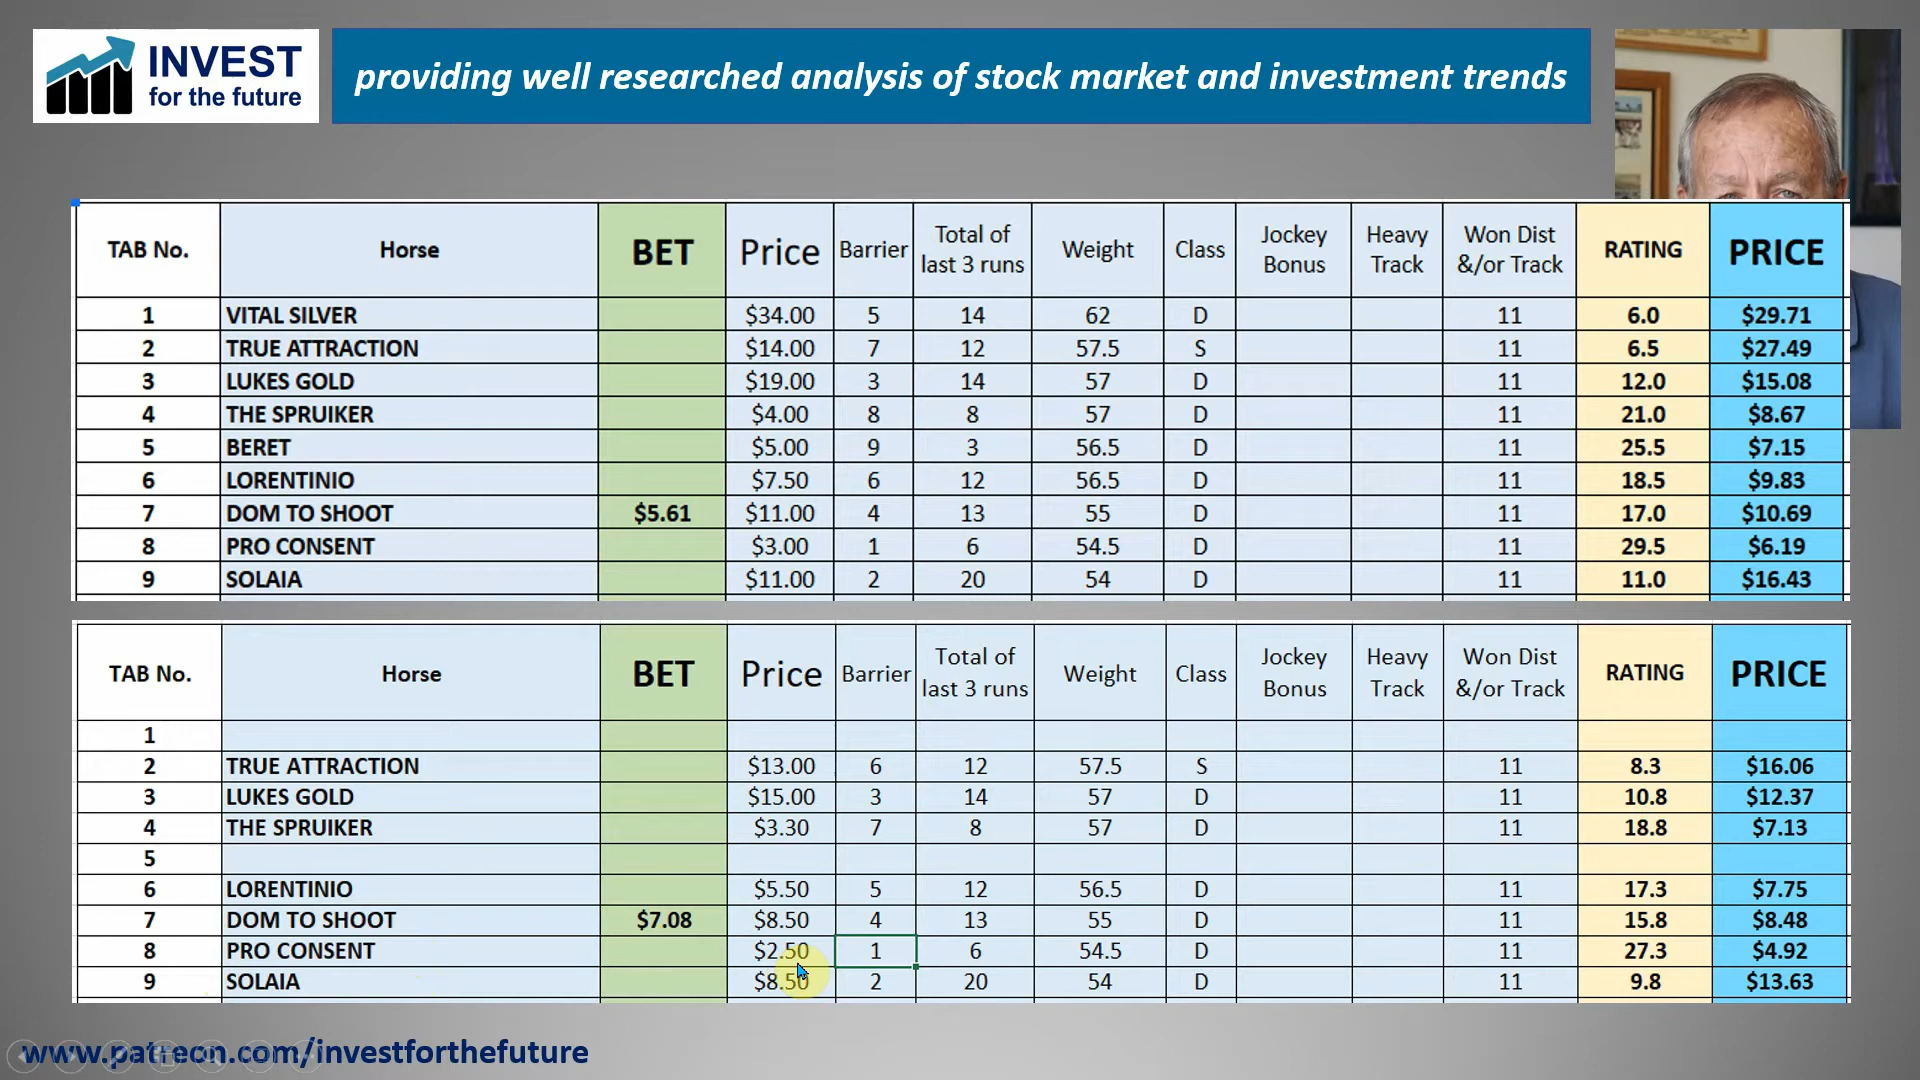 INVEST
for the future
providing well researched analysis of stock market and investment trends
TAB No. Horse BET Price Barrier Total of last 3 runs Weight Class Jockey Bonus Heavy Track Won Dist &/or Track RATING PRICE
1 VITAL SILVER $34.00 5 14 62 D 11 6.0 $29.71
2 TRUE ATTRACTION $14.00 7 12 57.5 S 11 6.5 $27.49
3 LUKES GOLD $19.00 3 14 57 D 11 12.0 $15.08
4 THE SPRUIKER $4.00 8 8 57 D 11 21.0 $8.67
5 BERET $5.00 9 3 56.5 D 11 25.5 $7.15
6 LORENTINIO $7.50 6 12 56.5 D 11 18.5 $9.83
7 DOM TO SHOOT $5.61 $11.00 4 13 55 D 11 17.0 $10.69
8 PRO CONSENT $3.00 1 6 54.5 D 11 29.5 $6.19
9 SOLAIA $11.00 2 20 54 D 11 11.0 $16.43
TAB No. Horse BET Price Barrier Total of last 3 runs Weight Class Jockey Bonus Heavy Track Won Dist &/or Track RATING PRICE
1
2 TRUE ATTRACTION $13.00 6 12 57.5 S 11 8.3 $16.06
3 LUKES GOLD $15.00 3 14 57 D 11 10.8 $12.37
4 THE SPRUIKER $3.30 7 8 57 D 11 18.8 $7.13
5
6 LORENTINIO $5.50 5 12 56.5 D 11 17.3 $7.75
7 DOM TO SHOOT $7.08 $8.50 4 13 55 D 11 15.8 $8.48
8 PRO CONSENT $2.50 1 6 54.5 D 11 27.3 $4.92
9 SOLAIA $8.50 2 20 54 D 11 9.8 $13.63
www.patreon.com/investforthefuture